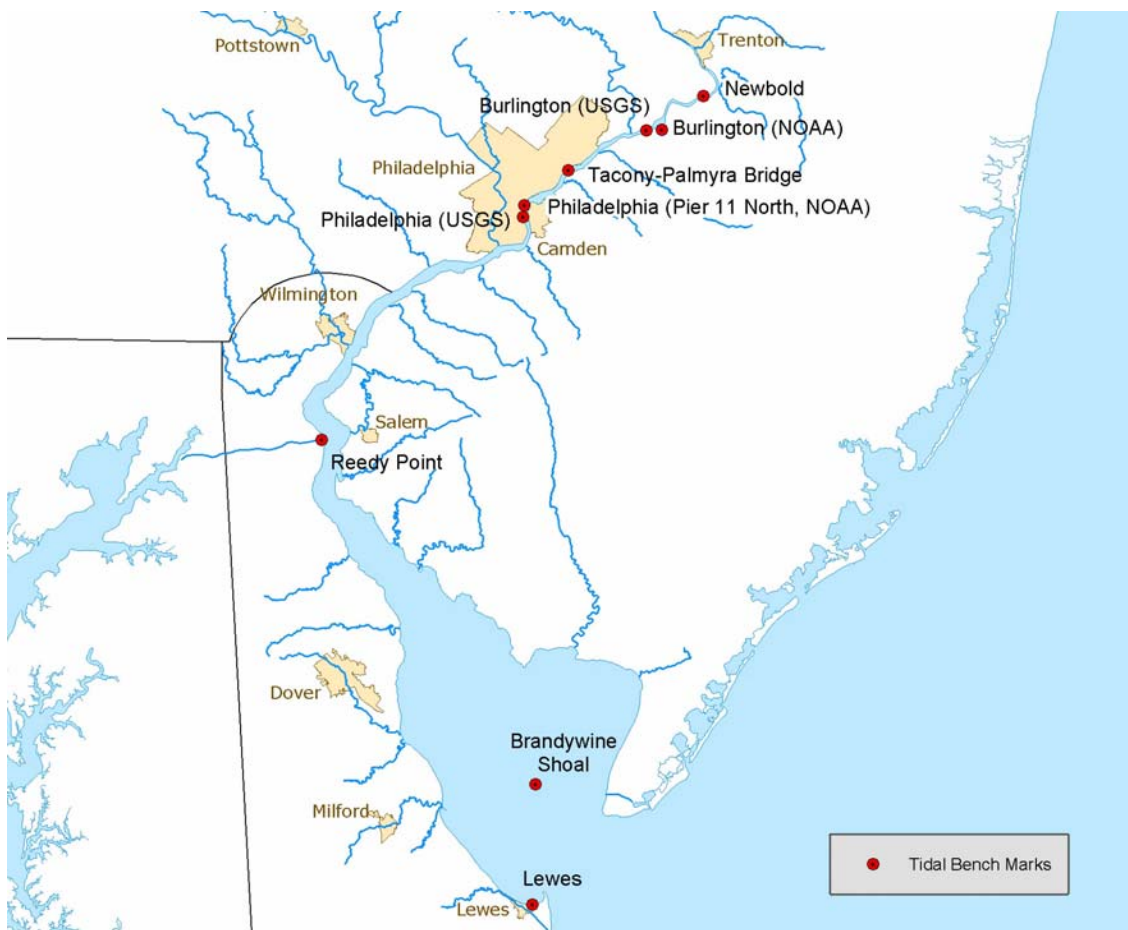 Pottstown
Trenton
Newbold
Burlington (USGS)
Burlington (NOAA)
Philadelphia
Tacony-Palmyra Bridge
Philadelphia (Pier 11 North, NOAA)
Philadelphia (USGS)
Camden
Wilmington
Salem
Reedy Point
Dover
Brandywine
Shoal
Milford
Tidal Bench Marks
Lewes
Lewes